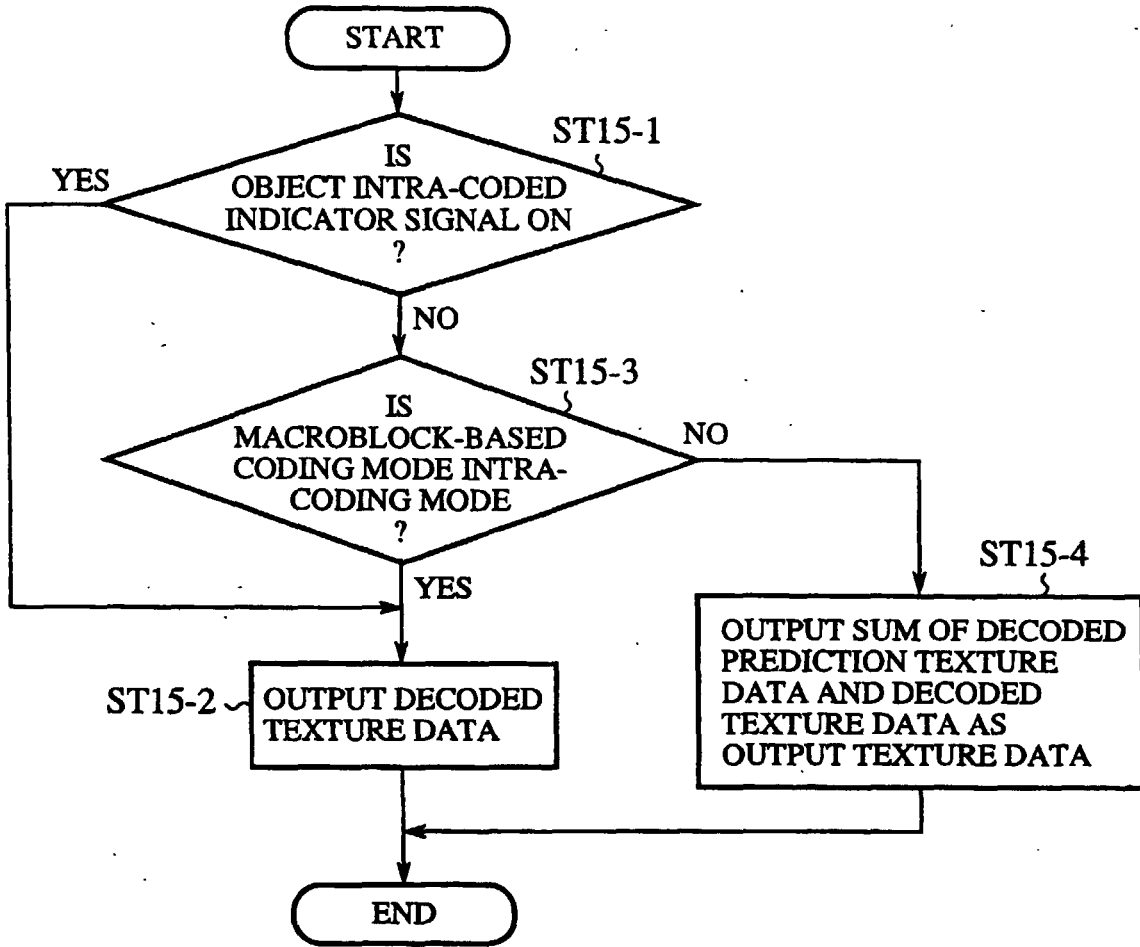 START
ST15-1
YES
IS
OBJECT INTRA-CODED
INDICATOR SIGNAL ON
?
NO
ST15-3
IS
MACROBLOCK-BASED
CODING MODE INTRA-
CODING MODE
?
NO
YES
ST15-4
ST15-2
OUTPUT DECODED
TEXTURE DATA
OUTPUT SUM OF DECODED
PREDICTION TEXTURE
DATA AND DECODED
TEXTURE DATA AS
OUTPUT TEXTURE DATA
END